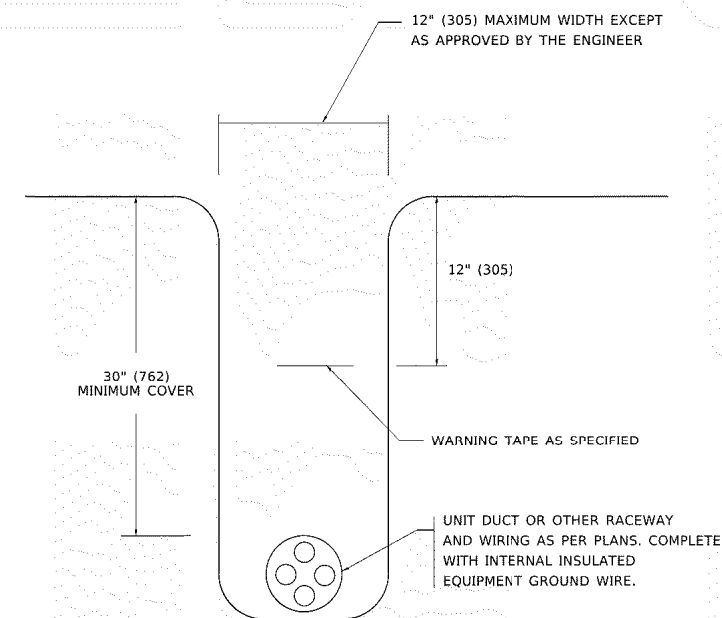 12" (305) MAXIMUM WIDTH EXCEPT
AS APPROVED BY THE ENGINEER
12" (305)
30" (762)
MINIMUM COVER
WARNING TAPE AS SPECIFIED
UNIT DUCT OR OTHER RACEWAY
AND WIRING AS PER PLANS. COMPLETE
WITH INTERNAL INSULATED
EQUIPMENT GROUND WIRE.